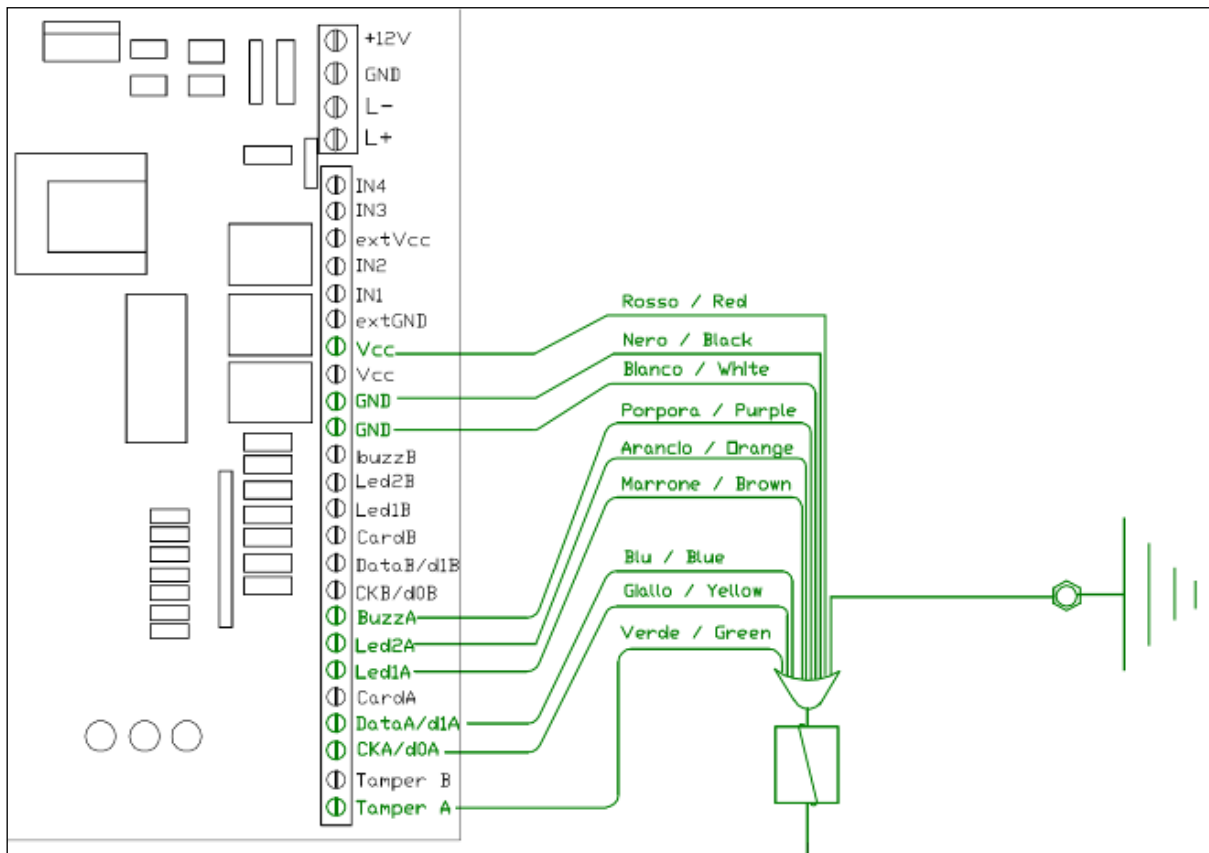 +12V
GND
L-
L+
IN4
IN3
extVcc
IN2
IN1
extGND
Vcc
Vcc
GND
GND
buzzB
Led2B
Led1B
CardB
DataB/d1B
CKB/d0B
BuzzA
Led2A
Led1A
CardA
DataA/d1A
CKA/d0A
Tamper B
Tamper A
Rosso / Red
Nero / Black
Bianco / White
Porpora / Purple
Arancio / Orange
Marrone / Brown
Blu / Blue
Giallo / Yellow
Verde / Green